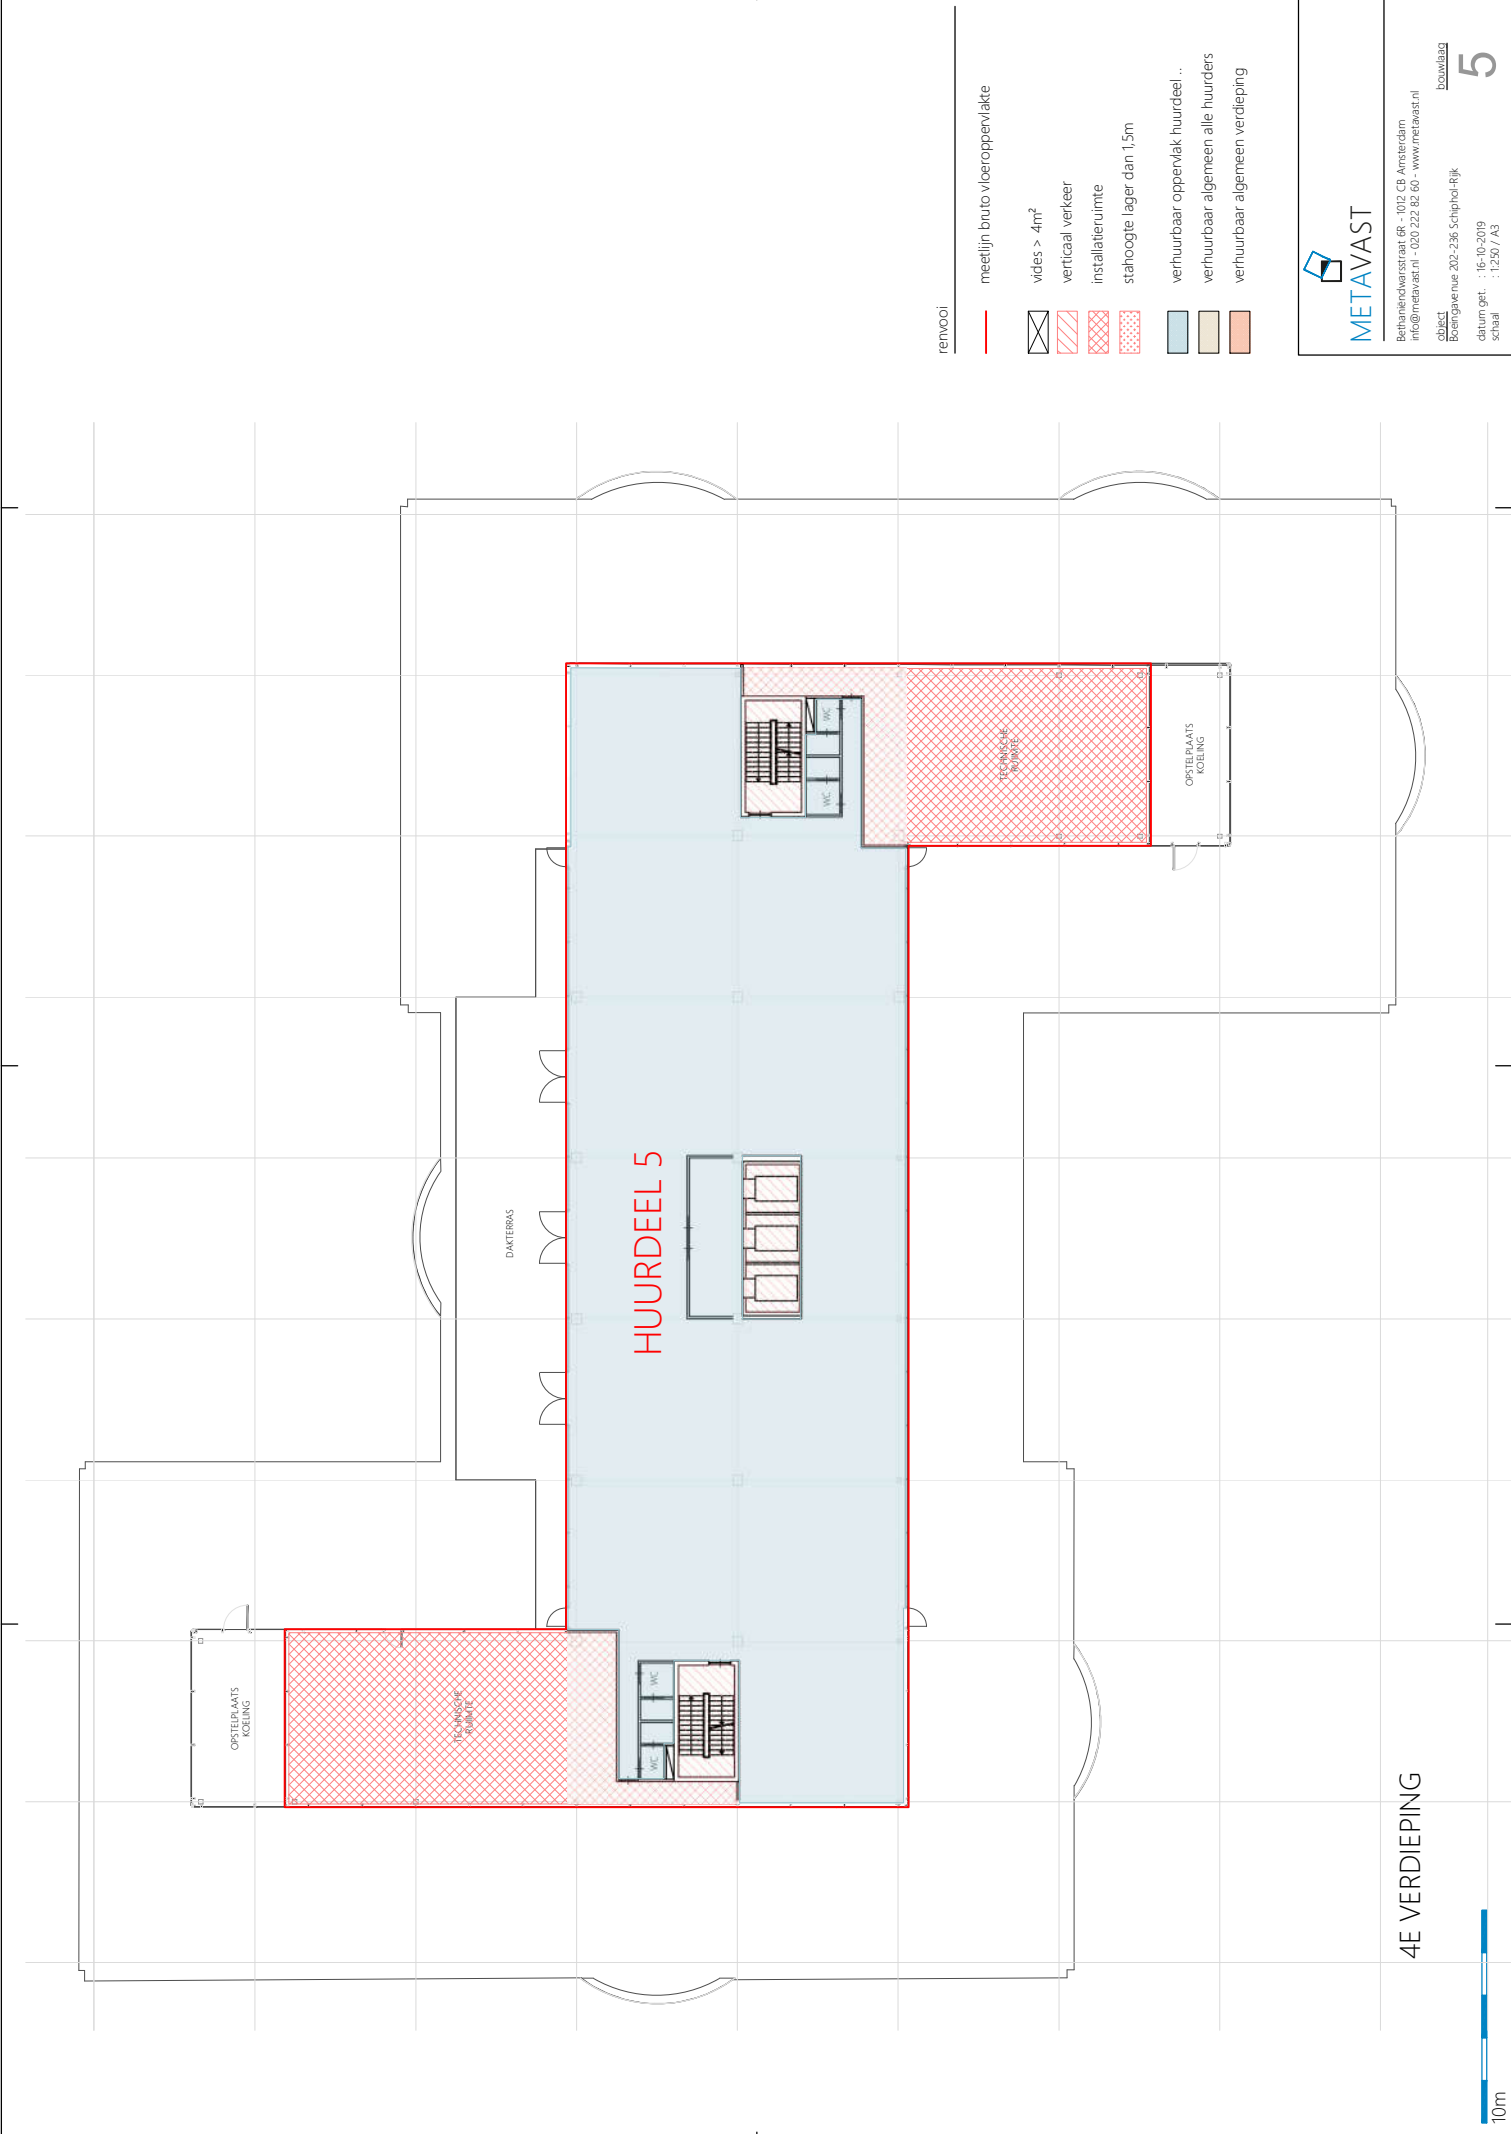 renvooi
meetlijn bruto vloeroppervlakte
vides > 4m²
verticaal verkeer
installatieruimte
stahoogte lager dan 1,5m
verhuurbaar oppervlak huurdeel ..
verhuurbaar algemeen alle huurders
verhuurbaar algemeen verdieping
METAVAST
Bethaniëndwarsstraat 6R - 1012 CB Amsterdam
info@metavast.nl - 020 222 82 60 - www.metavast.nl
object
Boeingavenue 202-236 Schiphol-Rijk
bouwlaag
5
datum get. : 16-10-2019
schaal : 1:250 / A3
OPSTELPLAATS
KOELING
TECHNISCHE
RUIMTE
WC
WC
DAKTERRAS
HUURDEEL 5
WC
WC
TECHNISCHE
RUIMTE
OPSTELPLAATS
KOELING
4E VERDIEPING
10m